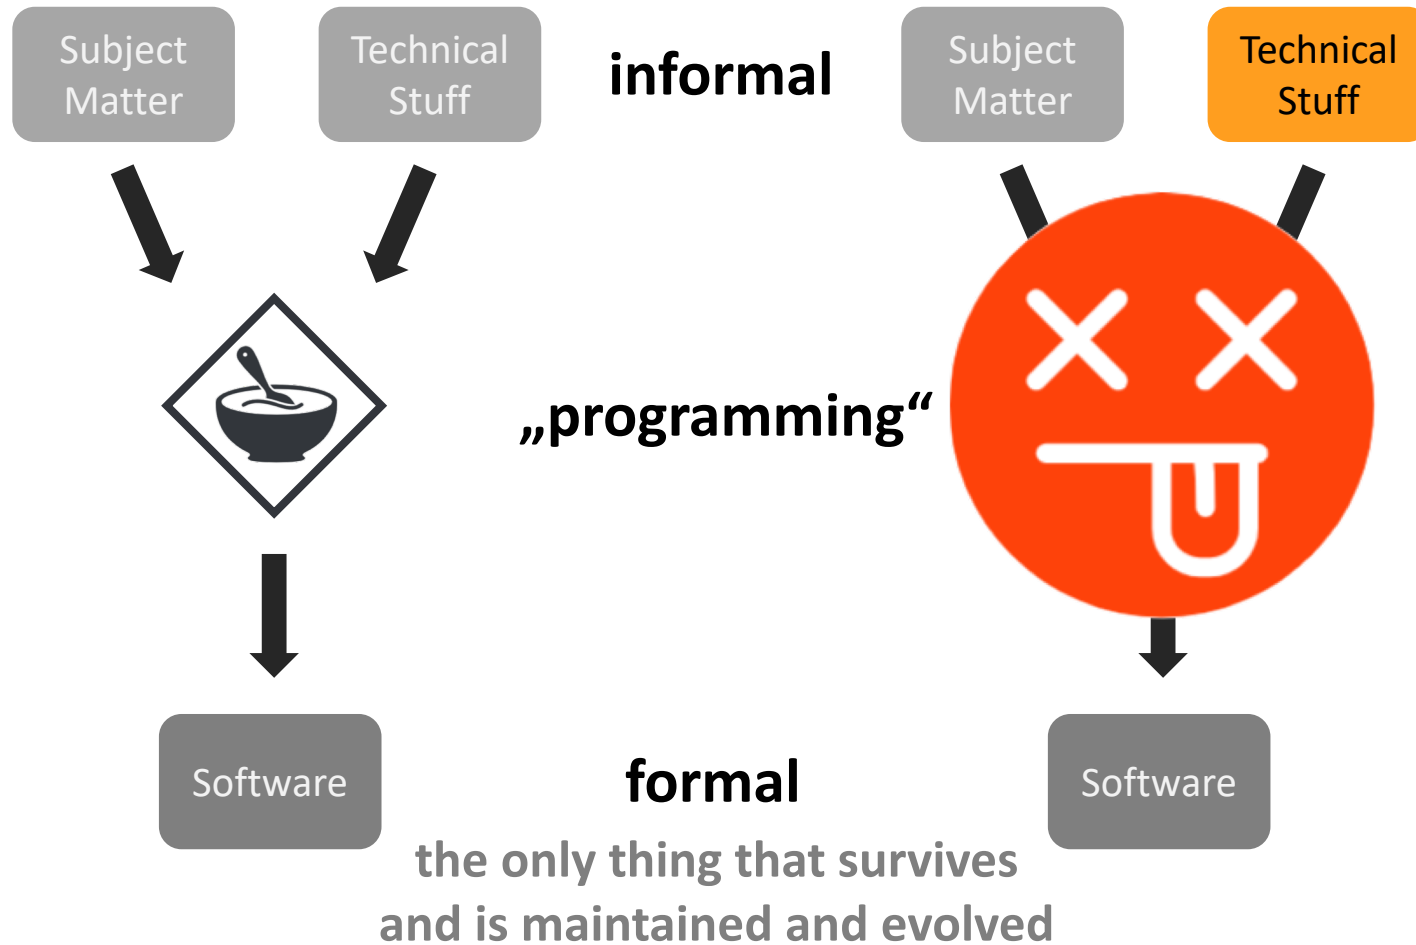 Subject
Matter
Technical
Stuff
informal
Subject
Matter
Technical
Stuff
„programming“
Software
formal
Software
the only thing that survives
and is maintained and evolved